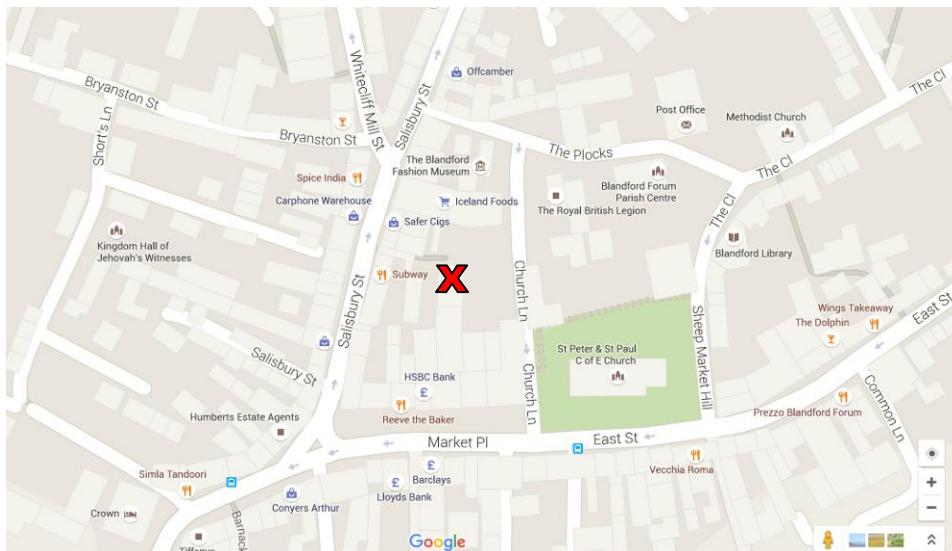 Bryanston St
Whitecliff Mill St
Salisbury St
Offcamber
The Cl
Post Office
Methodist Church
Short's Ln
Bryanston St
The Plocks
The Cl
The Blandford
Fashion Museum
Spice India
Carphone Warehouse
Iceland Foods
Blandford Forum
Parish Centre
The Royal British Legion
The Cl
Safer Cigs
Kingdom Hall of
Jehovah's Witnesses
Blandford Library
Subway
X
Church Ln
Salisbury St
Sheep Market Hill
Wings Takeaway
The Dolphin
East St
St Peter & St Paul
C of E Church
Salisbury St
Church Ln
HSBC Bank
£
Reeve the Baker
Humberts Estate Agents
Prezzo Blandford Forum
Common Ln
Market Pl
East St
Simla Tandoori
£
Barclays
£
Lloyds Bank
Vecchia Roma
Conyers Arthur
Crown
Google